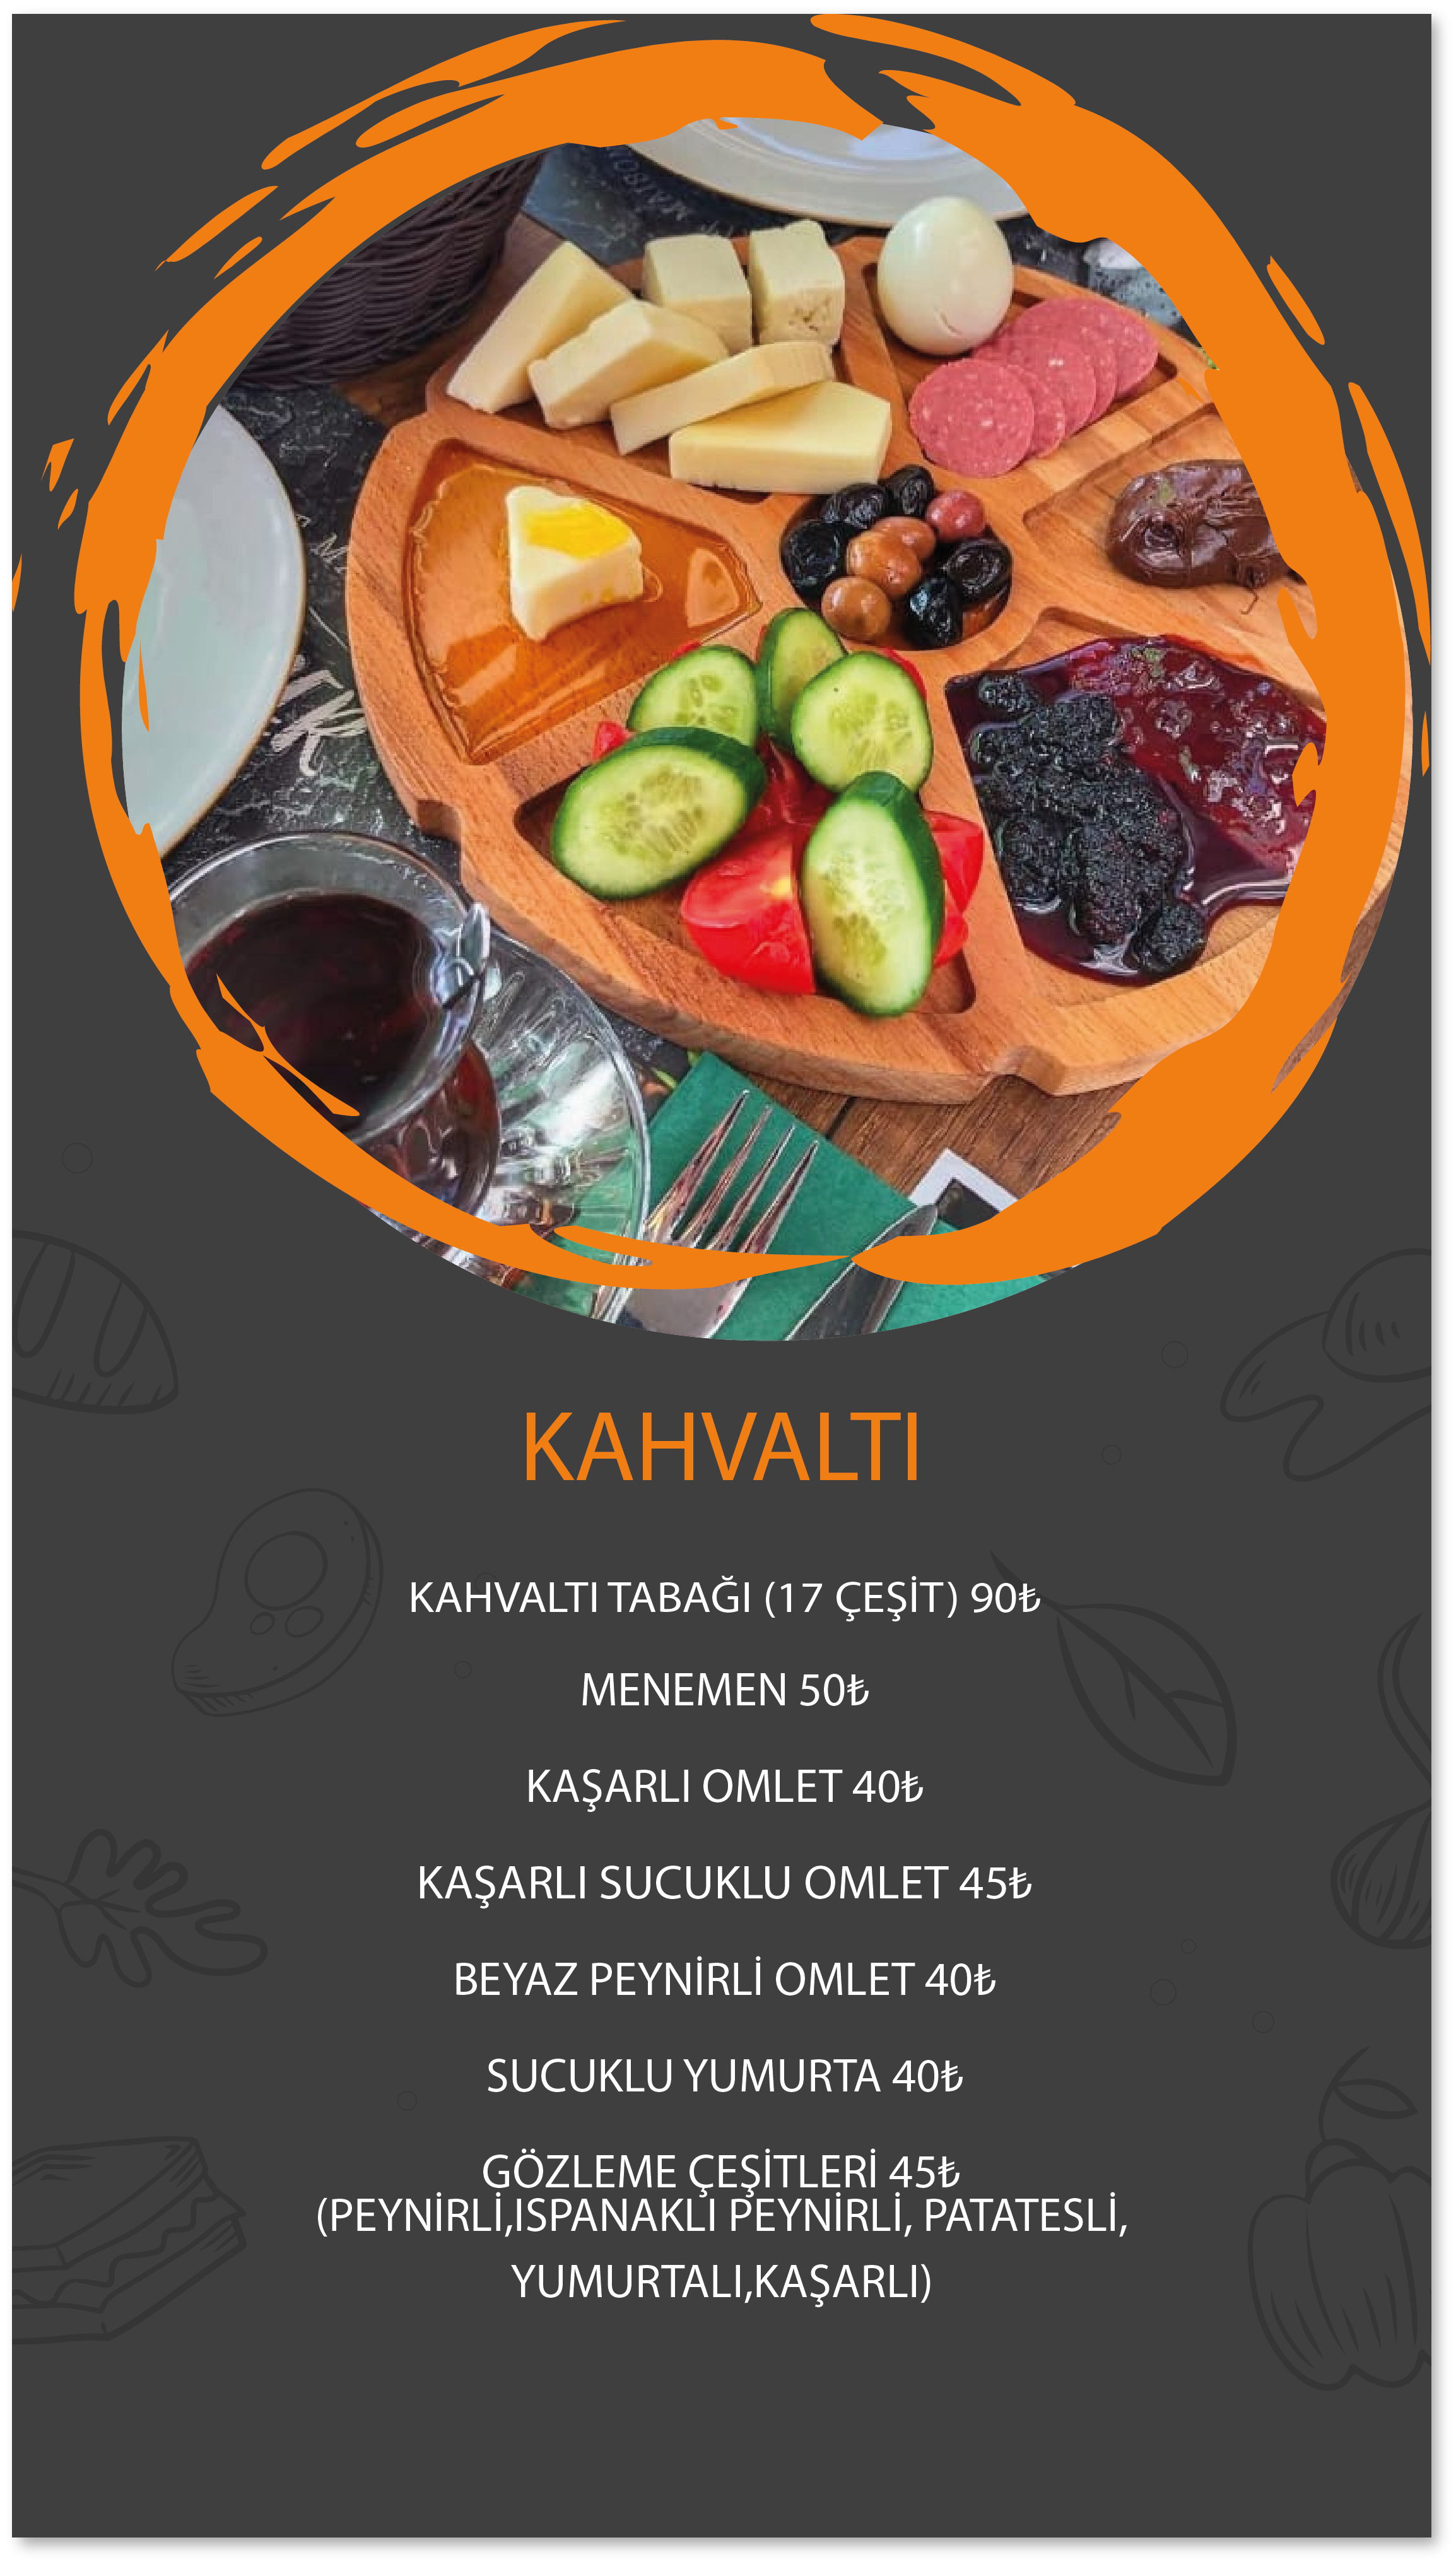 KAHVALTI
KAHVALTI TABAĞI (17 ÇEŞİT) 90₺
MENEMEN 50₺
KAŞARLI OMLET 40₺
KAŞARLI SUCUKLU OMLET 45₺
BEYAZ PEYNİRLİ OMLET 40₺
SUCUKLU YUMURTA 40₺
GÖZLEME ÇEŞİTLERİ 45₺
(PEYNİRLİ,ISPANAKLI PEYNİRLİ, PATATESLİ,
YUMURTALI,KAŞARLI)